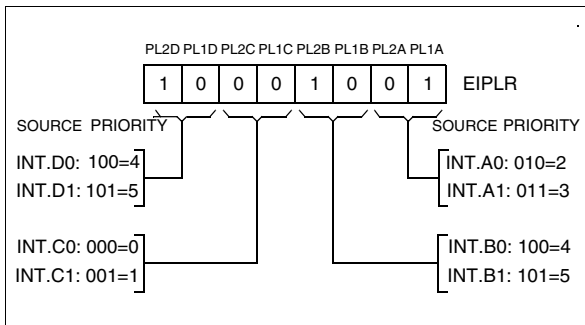 PL2D PL1D PL2C PL1C PL2B PL1B PL2A PL1A
1 0 0 0 1 0 0 1 EIPLR
SOURCE PRIORITY
INT.D0: 100=4
INT.D1: 101=5
INT.C0: 000=0
INT.C1: 001=1
SOURCE PRIORITY
INT.A0: 010=2
INT.A1: 011=3
INT.B0: 100=4
INT.B1: 101=5